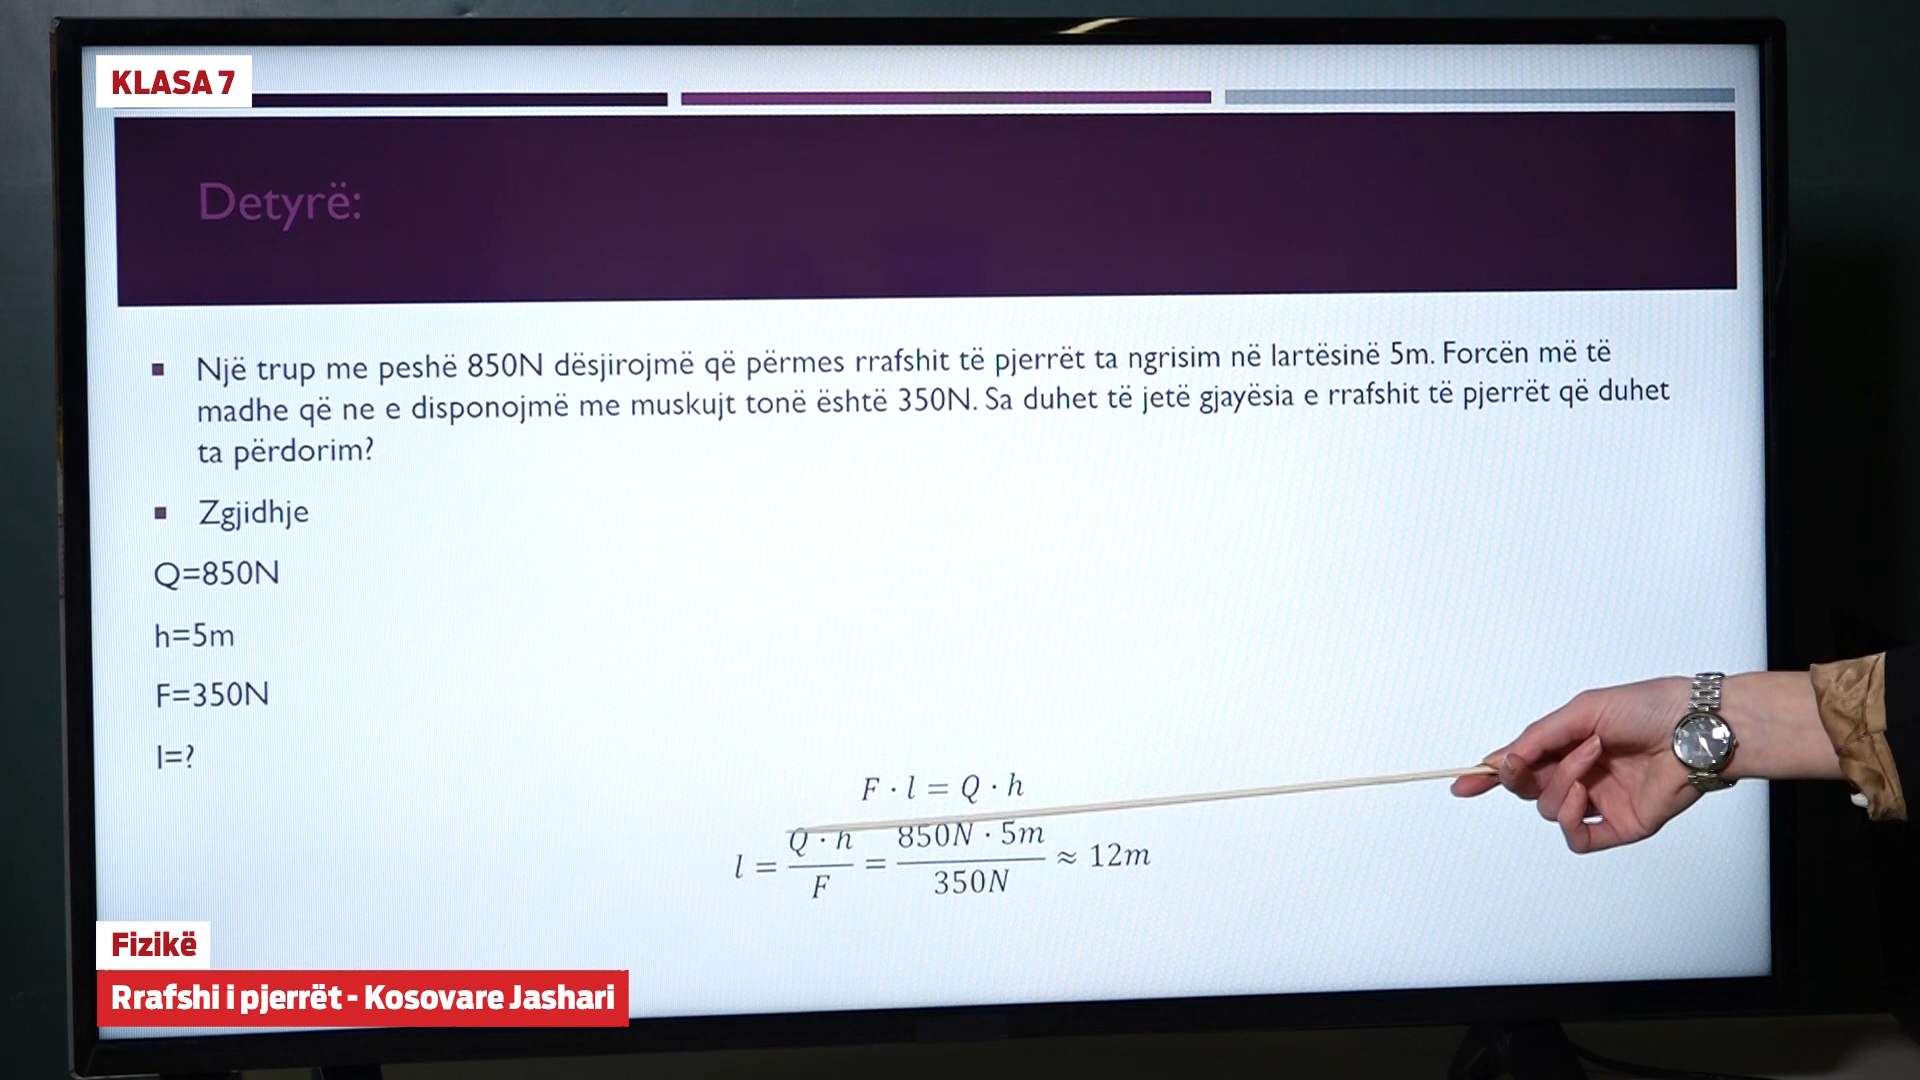 KLASA 7
Detyrë:
▪ Një trup me peshë 850N dësjirojmë që përmes rrafshit të pjerrët ta ngrisim në lartësinë 5m. Forcën më të
madhe që ne e disponojmë me muskujt tonë është 350N. Sa duhet të jetë gjayësia e rrafshit të pjerrët që duhet
ta përdorim?
▪ Zgjidhje
Q=850N
h=5m
F=350N
l=?
F · l = Q · h
l = Q · h / F = 850N · 5m / 350N ≈ 12m
Fizikë
Rrafshi i pjerrët - Kosovare Jashari